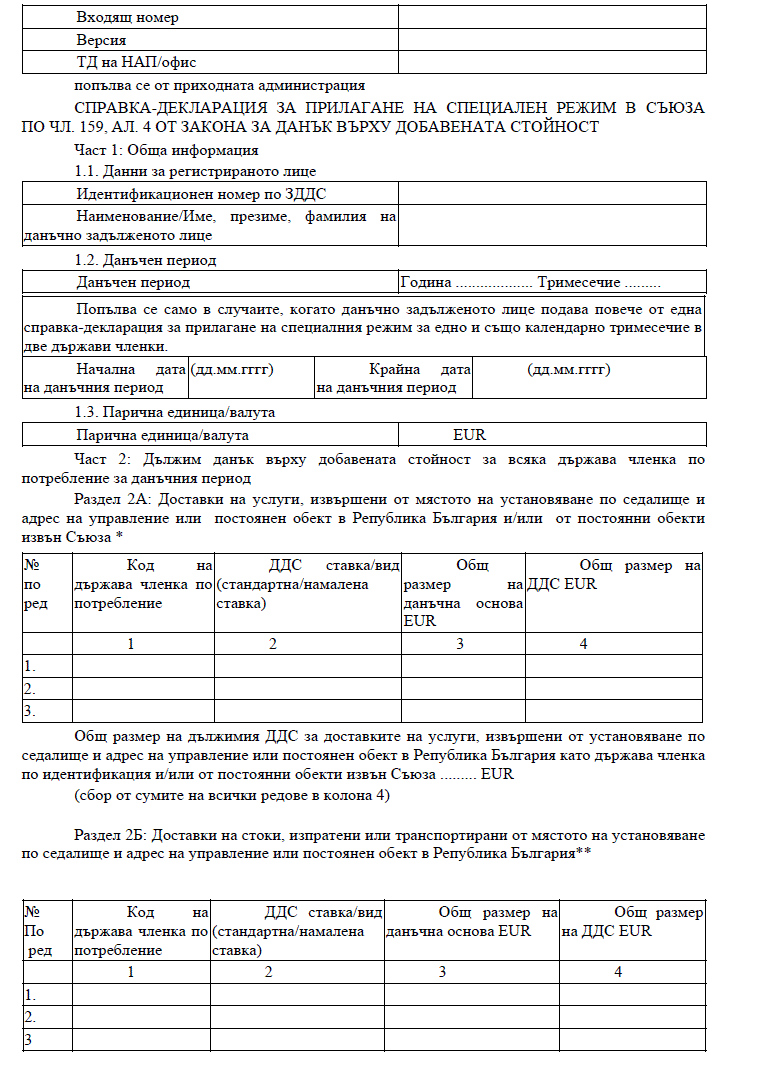 Входящ номер
Версия
ТД на НАП/офис
попълва се от приходната администрация
СПРАВКА-ДЕКЛАРАЦИЯ ЗА ПРИЛАГАНЕ НА СПЕЦИАЛЕН РЕЖИМ В СЪЮЗА
ПО ЧЛ. 159, АЛ. 4 ОТ ЗАКОНА ЗА ДАНЪК ВЪРХУ ДОБАВЕНАТА СТОЙНОСТ
Част 1: Обща информация
1.1. Данни за регистрираното лице
Идентификационен номер по ЗДДС
Наименование/Име, презиме, фамилия на
данъчно задълженото лице
1.2. Данъчен период
Данъчен период Година ................... Тримесечие .........
Попълва се само в случаите, когато данъчно задълженото лице подава повече от една
справка-декларация за прилагане на специалния режим за едно и също календарно тримесечие в
две държави членки.
Начална дата (дд.мм.гггг) Крайна дата (дд.мм.гггг)
на данъчния период на данъчния период
1.3. Парична единица/валута
Парична единица/валута EUR
Част 2: Дължим данък върху добавената стойност за всяка държава членка по
потребление за данъчния период
Раздел 2А: Доставки на услуги, извършени от мястото на установяване по седалище и
адрес на управление или постоянен обект в Република България и/или от постоянни обекти
извън Съюза *
№ Код на ДДС ставка/вид Общ Общ размер на
по държава членка по (стандартна/намалена размер на ДДС EUR
ред потребление ставка) данъчна основа
EUR
1 2 3 4
1.
2.
3.
Общ размер на дължимия ДДС за доставките на услуги, извършени от установяване по
седалище и адрес на управление или постоянен обект в Република България като държава членка
по идентификация и/или от постоянни обекти извън Съюза ......... EUR
(сбор от сумите на всички редове в колона 4)
Раздел 2Б: Доставки на стоки, изпратени или транспортирани от мястото на установяване
по седалище и адрес на управление или постоянен обект в Република България**
№ Код на ДДС ставка/вид Общ размер на Общ размер
По държава членка по (стандартна/намалена данъчна основа EUR на ДДС EUR
ред потребление ставка)
1 2 3 4
1.
2.
3